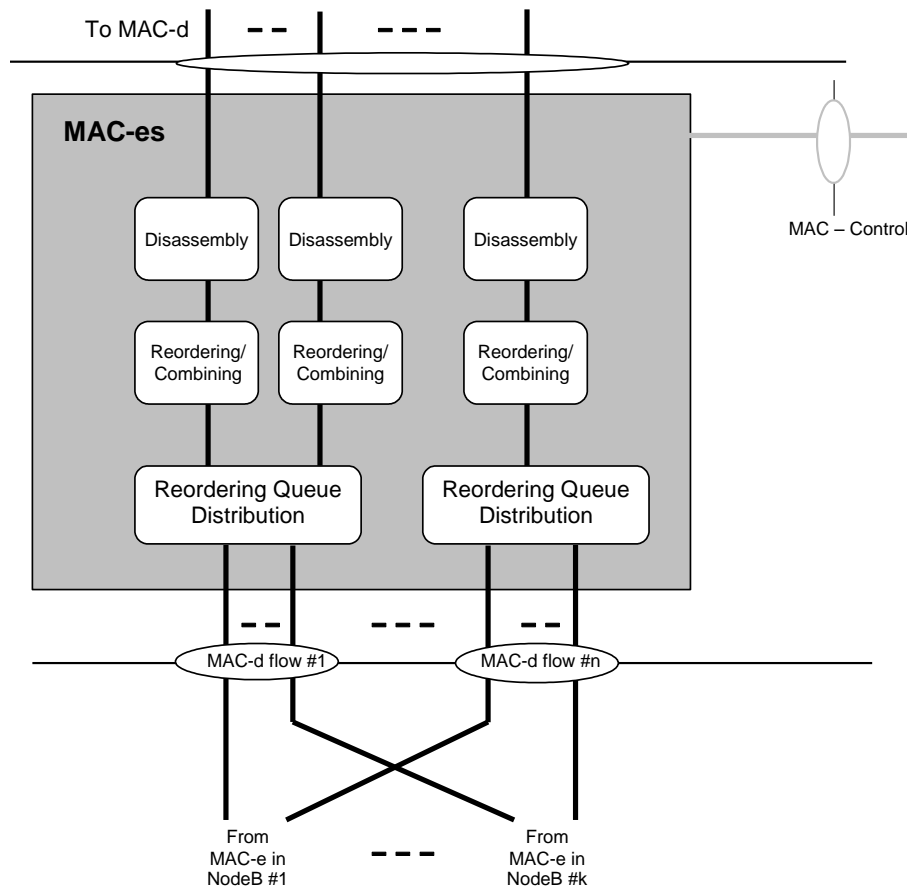 To MAC-d
MAC-es
MAC – Control
Disassembly
Disassembly
Disassembly
Reordering/
Combining
Reordering/
Combining
Reordering/
Combining
Reordering Queue
Distribution
Reordering Queue
Distribution
MAC-d flow #1
MAC-d flow #n
From
MAC-e in
NodeB #1
From
MAC-e in
NodeB #k